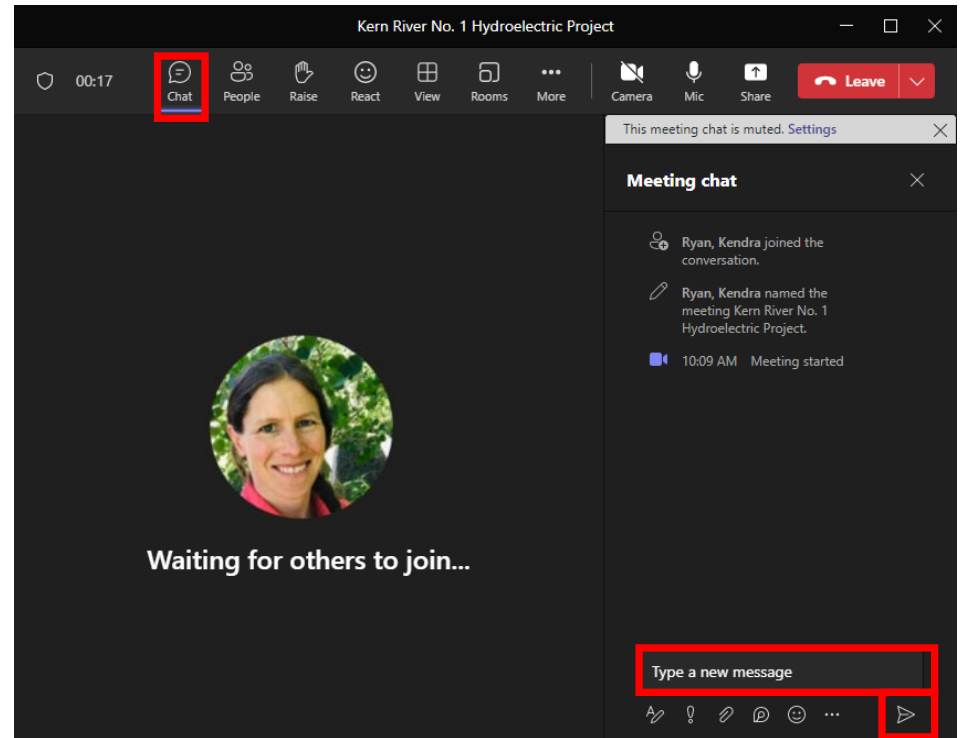 Kern River No. 1 Hydroelectric Project
00:17
Chat
People
Raise
React
View
Rooms
More
Camera
Mic
Share
Leave
This meeting chat is muted. Settings
Meeting chat
Ryan, Kendra joined the
conversation.
Ryan, Kendra named the
meeting Kern River No. 1
Hydroelectric Project.
10:09 AM Meeting started
Waiting for others to join...
Type a new message